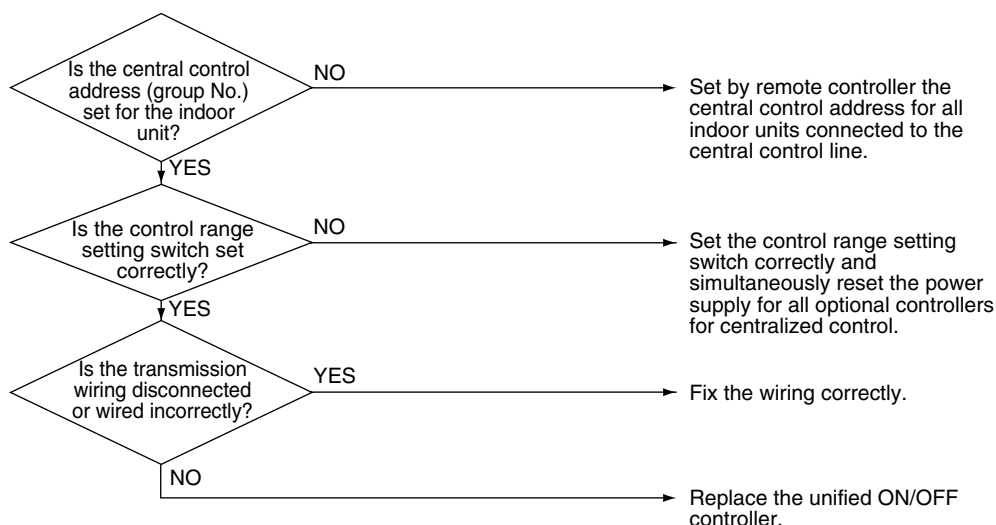 Is the central control
address (group No.)
set for the indoor
unit?
NO
Set by remote controller the
central control address for all
indoor units connected to the
central control line.
YES
Is the control range
setting switch set
correctly?
NO
Set the control range setting
switch correctly and
simultaneously reset the power
supply for all optional controllers
for centralized control.
YES
Is the transmission
wiring disconnected
or wired incorrectly?
YES
Fix the wiring correctly.
NO
Replace the unified ON/OFF
controller.